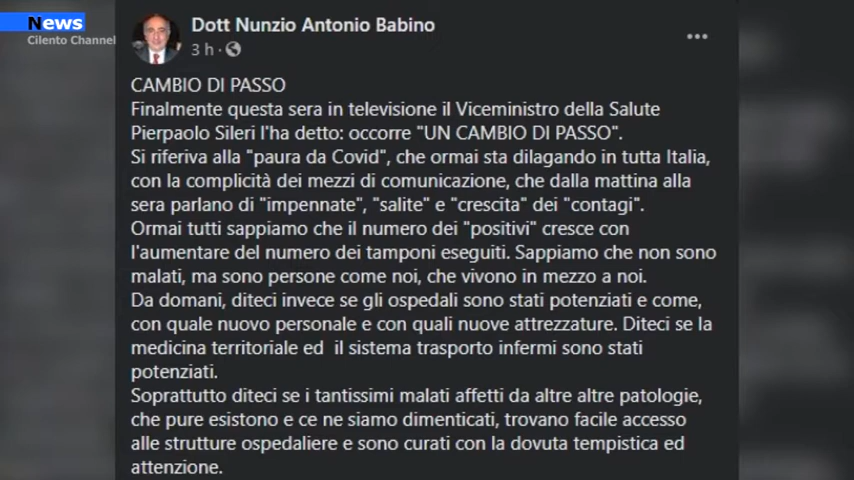 News
Cilento Channel
Dott Nunzio Antonio Babino
3 h ·
CAMBIO DI PASSO
Finalmente questa sera in televisione il Viceministro della Salute
Pierpaolo Sileri l'ha detto: occorre "UN CAMBIO DI PASSO".
Si riferiva alla "paura da Covid", che ormai sta dilagando in tutta Italia,
con la complicità dei mezzi di comunicazione, che dalla mattina alla
sera parlano di "impennate", "salite" e "crescita" dei "contagi".
Ormai tutti sappiamo che il numero dei "positivi" cresce con
l'aumentare del numero dei tamponi eseguiti. Sappiamo che non sono
malati, ma sono persone come noi, che vivono in mezzo a noi.
Da domani, diteci invece se gli ospedali sono stati potenziati e come,
con quale nuovo personale e con quali nuove attrezzature. Diteci se la
medicina territoriale ed il sistema trasporto infermi sono stati
potenziati.
Soprattutto diteci se i tantissimi malati affetti da altre altre patologie,
che pure esistono e ce ne siamo dimenticati, trovano facile accesso
alle strutture ospedaliere e sono curati con la dovuta tempistica ed
attenzione.